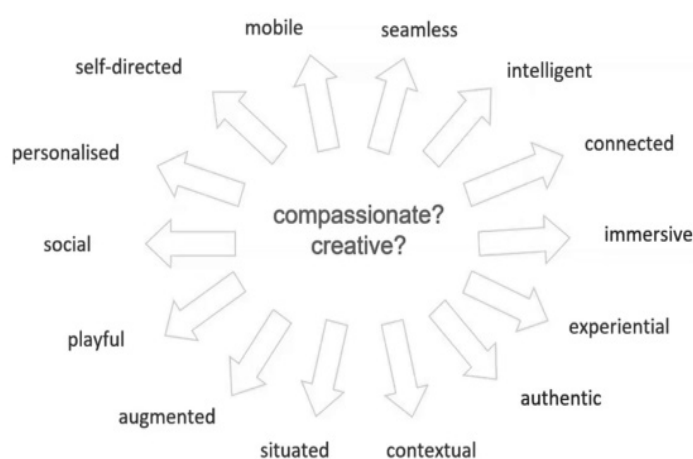 mobile
seamless
self-directed
intelligent
personalised
connected
compassionate?
creative?
social
immersive
playful
experiential
augmented
authentic
situated
contextual